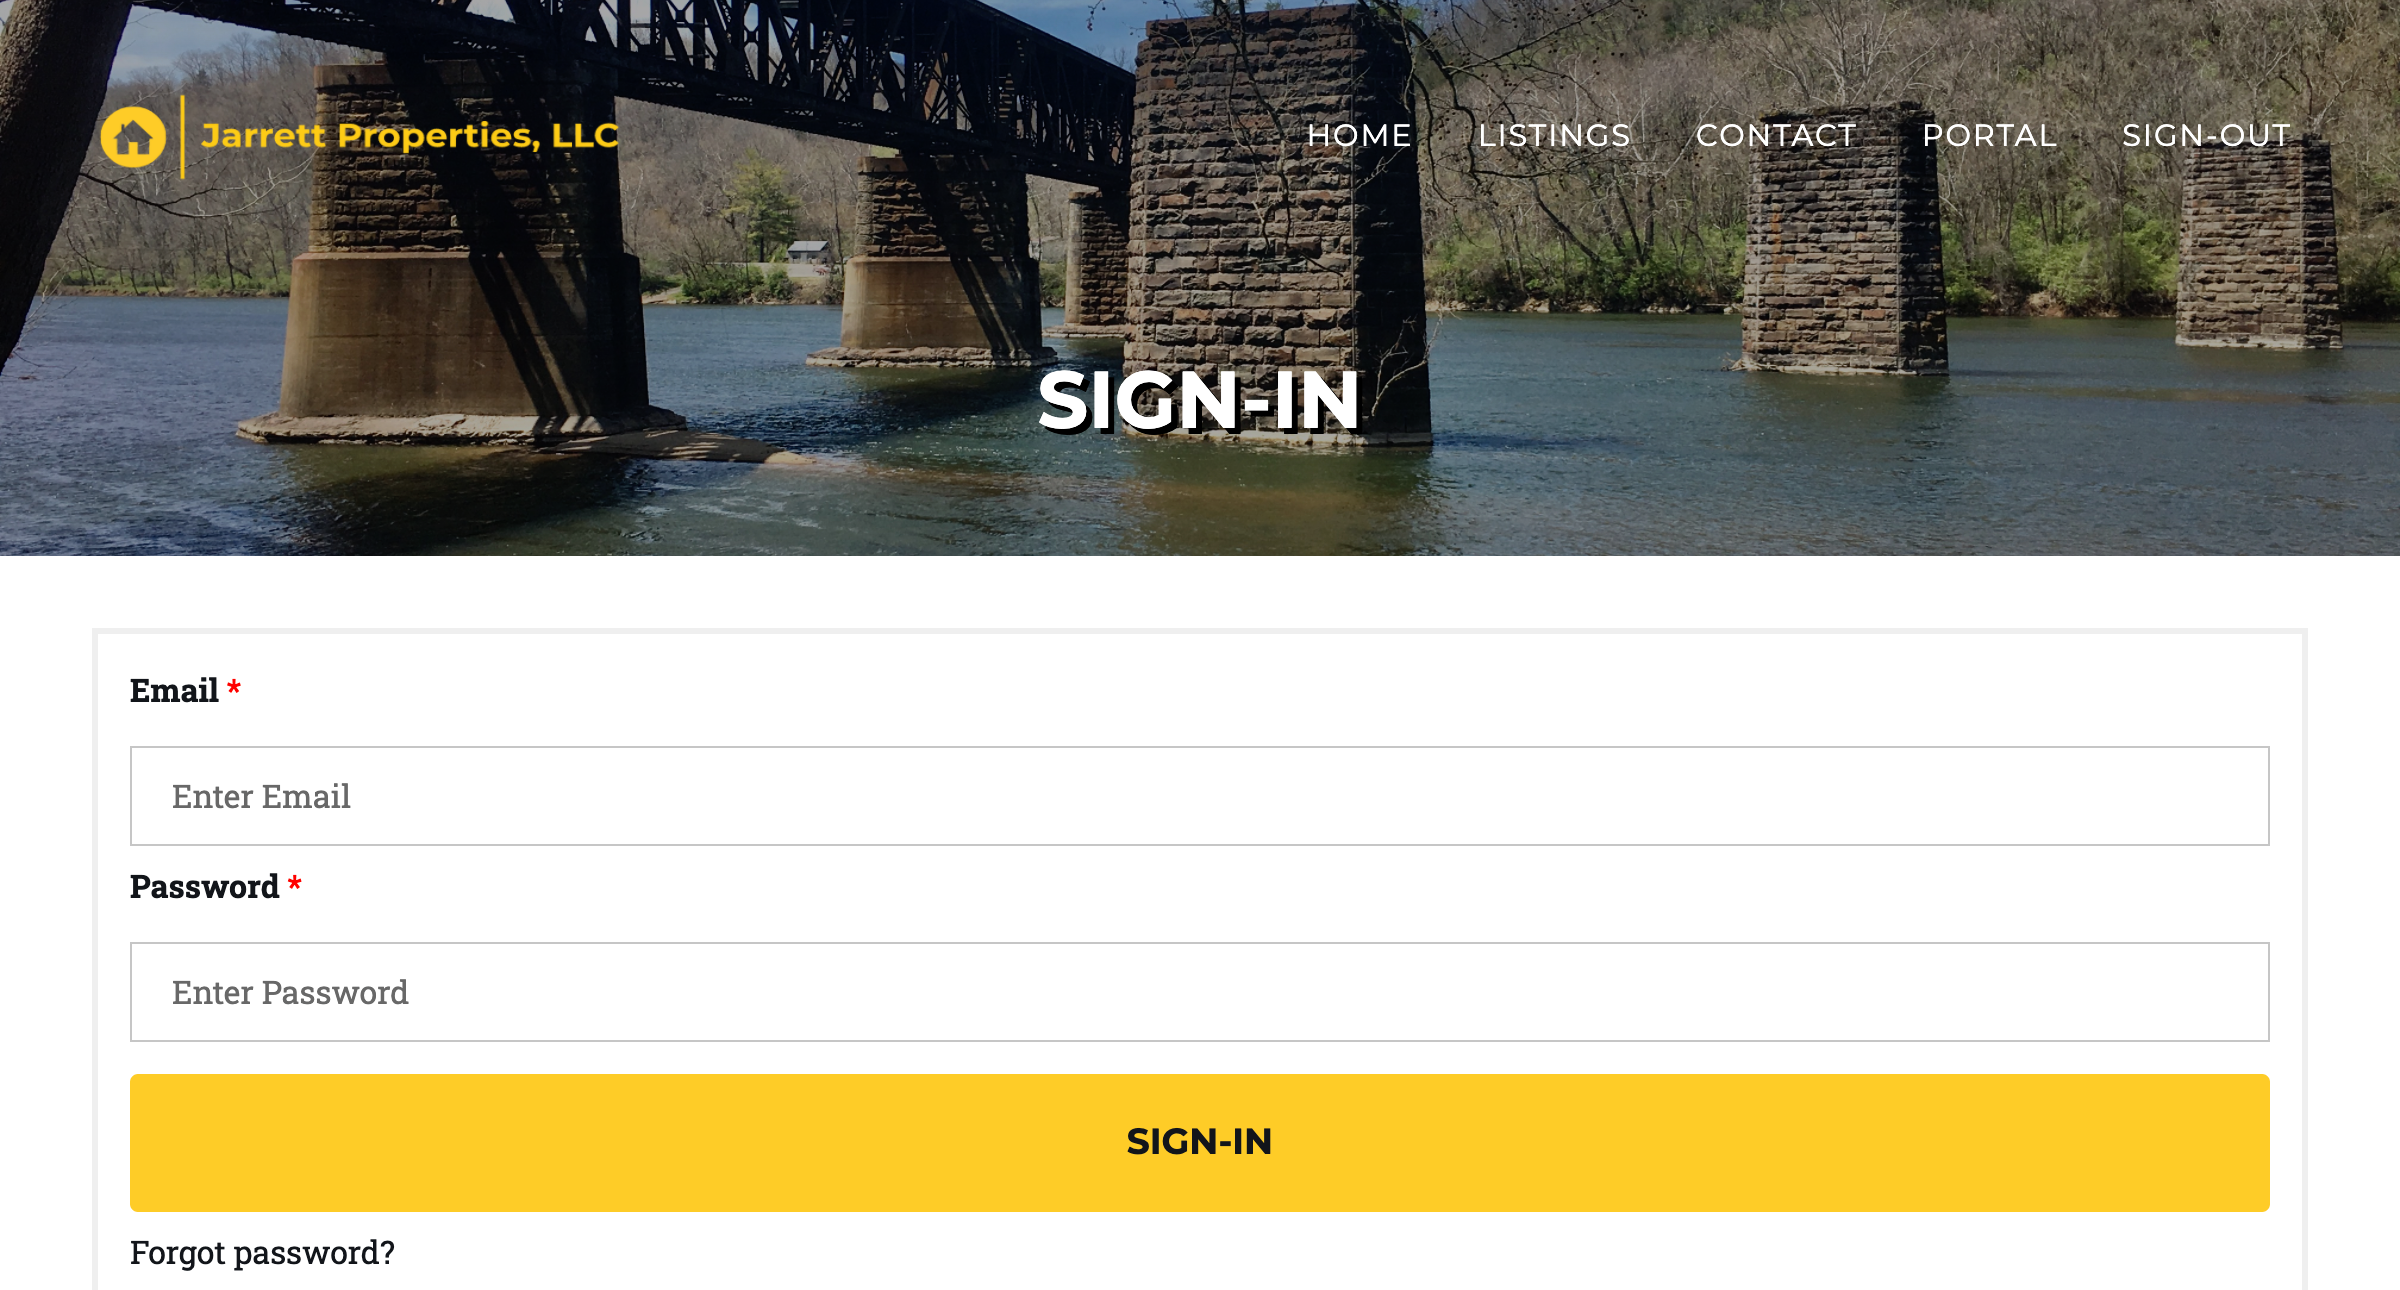 Jarrett Properties, LLC
HOME LISTINGS CONTACT PORTAL SIGN-OUT
SIGN-IN
Email *
Enter Email
Password *
Enter Password
SIGN-IN
Forgot password?